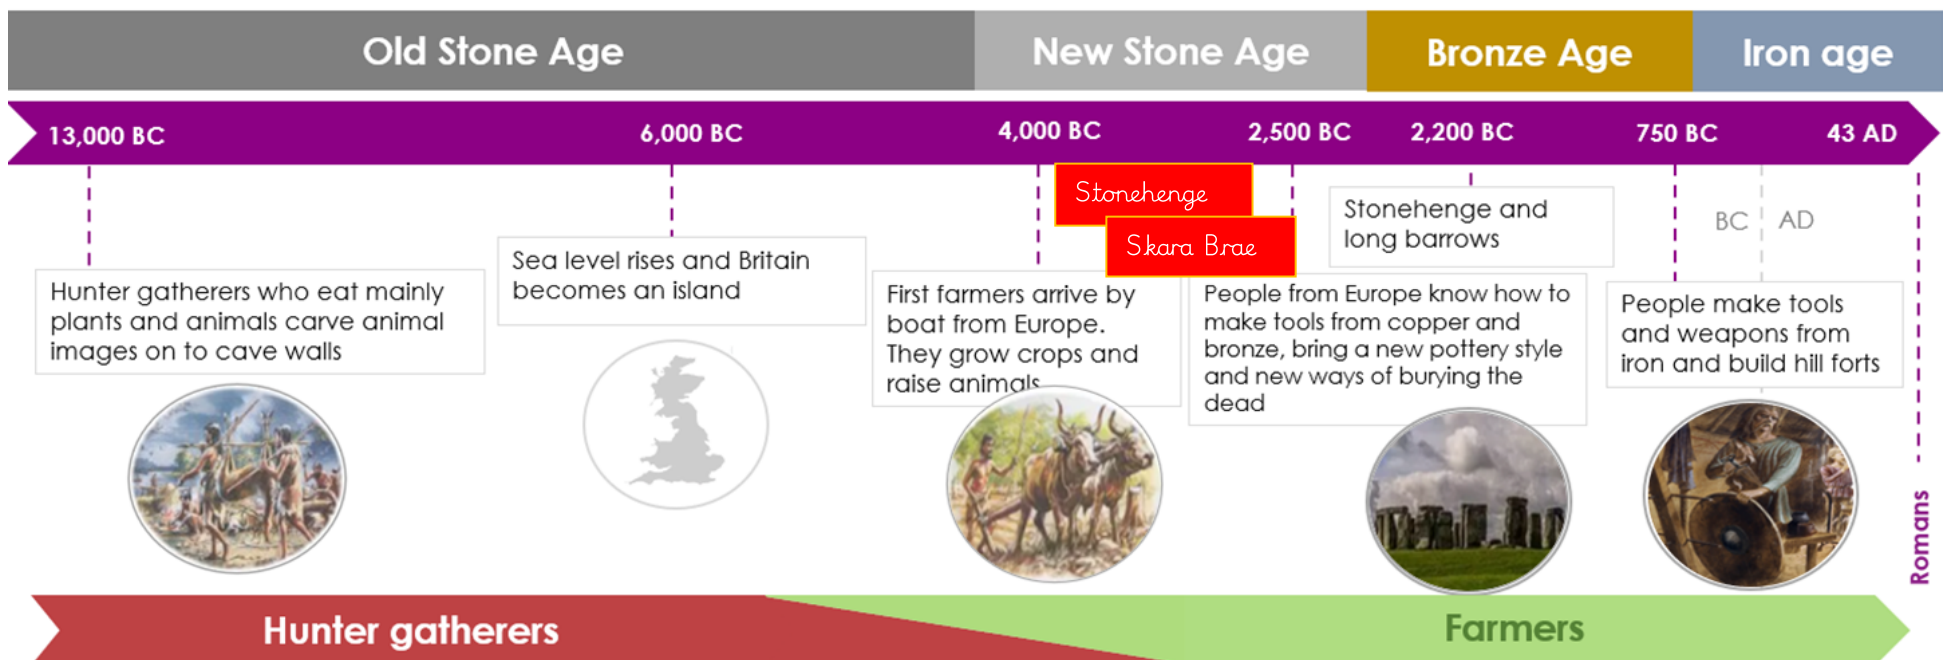 Old Stone Age
New Stone Age
Bronze Age
Iron age
13,000 BC
6,000 BC
4,000 BC
2,500 BC
2,200 BC
750 BC
43 AD
Stonehenge
Skara Brae
Hunter gatherers who eat mainly
plants and animals carve animal
images on to cave walls
Sea level rises and Britain
becomes an island
First farmers arrive by
boat from Europe.
They grow crops and
raise animals
People from Europe know how to
make tools from copper and
bronze, bring a new pottery style
and new ways of burying the
dead
Stonehenge and
long barrows
BC
AD
People make tools
and weapons from
iron and build hill forts
Romans
Hunter gatherers
Farmers